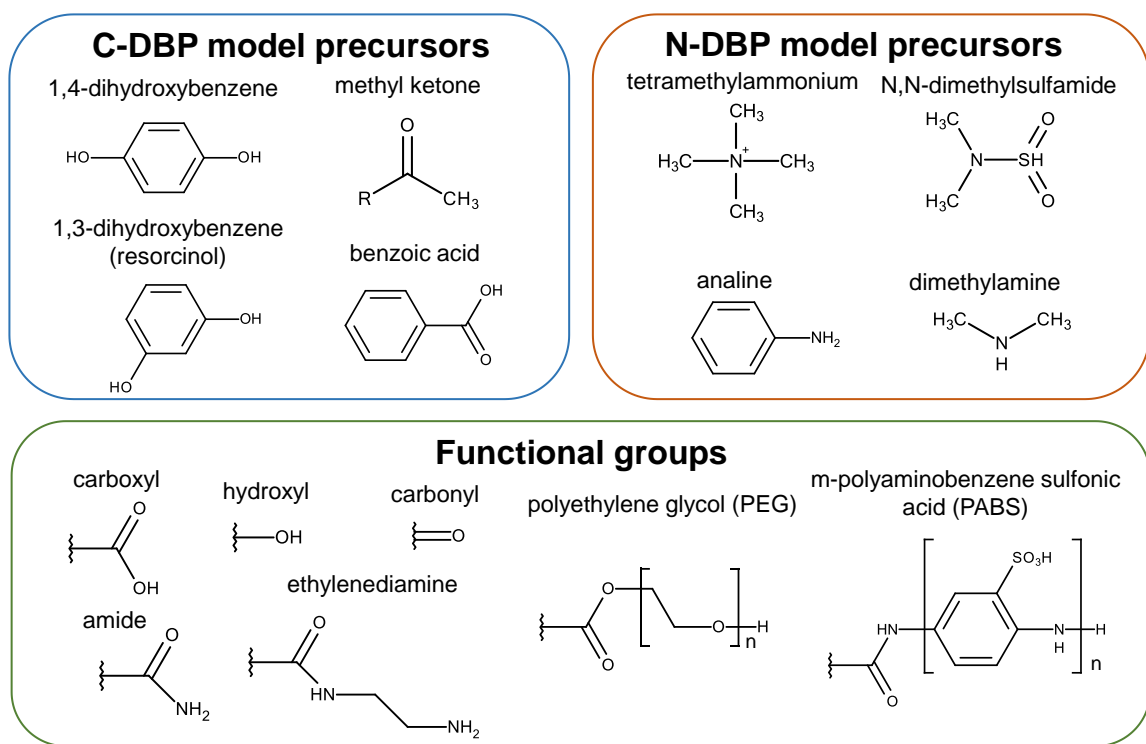 C-DBP model precursors
1,4-dihydroxybenzene
HO
OH
methyl ketone
O
R
CH₃
1,3-dihydroxybenzene
(resorcinol)
OH
HO
benzoic acid
OH
O
N-DBP model precursors
tetramethylammonium
CH₃
H₃C
N⁺
CH₃
CH₃
N,N-dimethylsulfamide
H₃C
O
N
SH
H₃C
O
analine
NH₂
dimethylamine
H₃C
CH₃
N
H
Functional groups
carboxyl
O
OH
hydroxyl
OH
carbonyl
O
polyethylene glycol (PEG)
O
O
H
n
O
m-polyaminobenzene sulfonic
acid (PABS)
SO₃H
HN
N
H
H
n
O
amide
O
NH₂
ethylenediamine
O
HN
NH₂